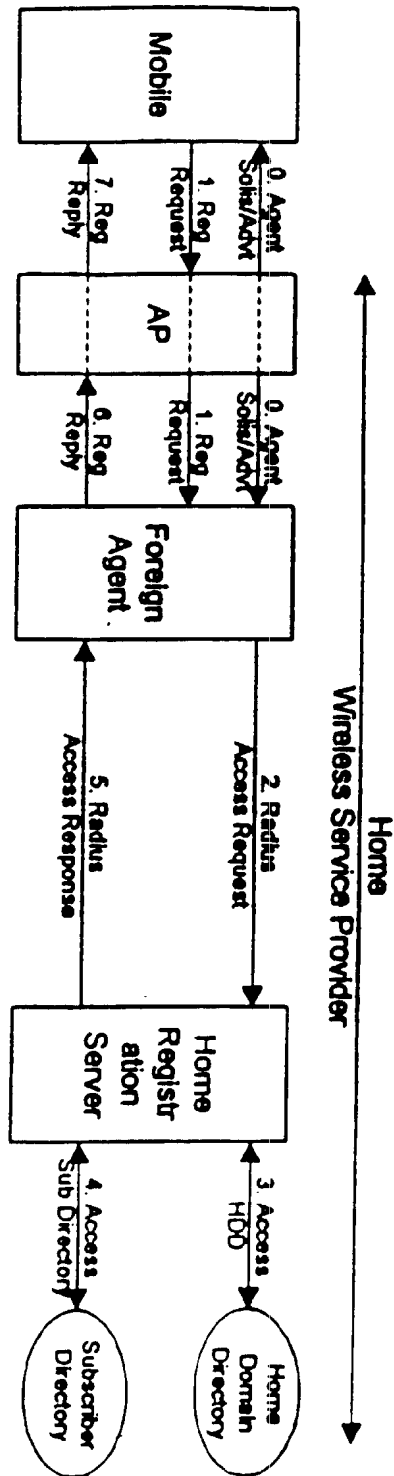 Home
Wireless Service Provider
Mobile
0. Agent
Solis/Advt
1. Reg
Request
7. Reg
Reply
AP
0. Agent
Solis/Advt
1. Reg
Request
6. Reg
Reply
Foreign
Agent
2. Radius
Access Request
5. Radius
Access Response
Home
Registr
ation
Server
3. Access
HDD
4. Access
Sub Directory
Home
Domain
Directory
Subscriber
Directory